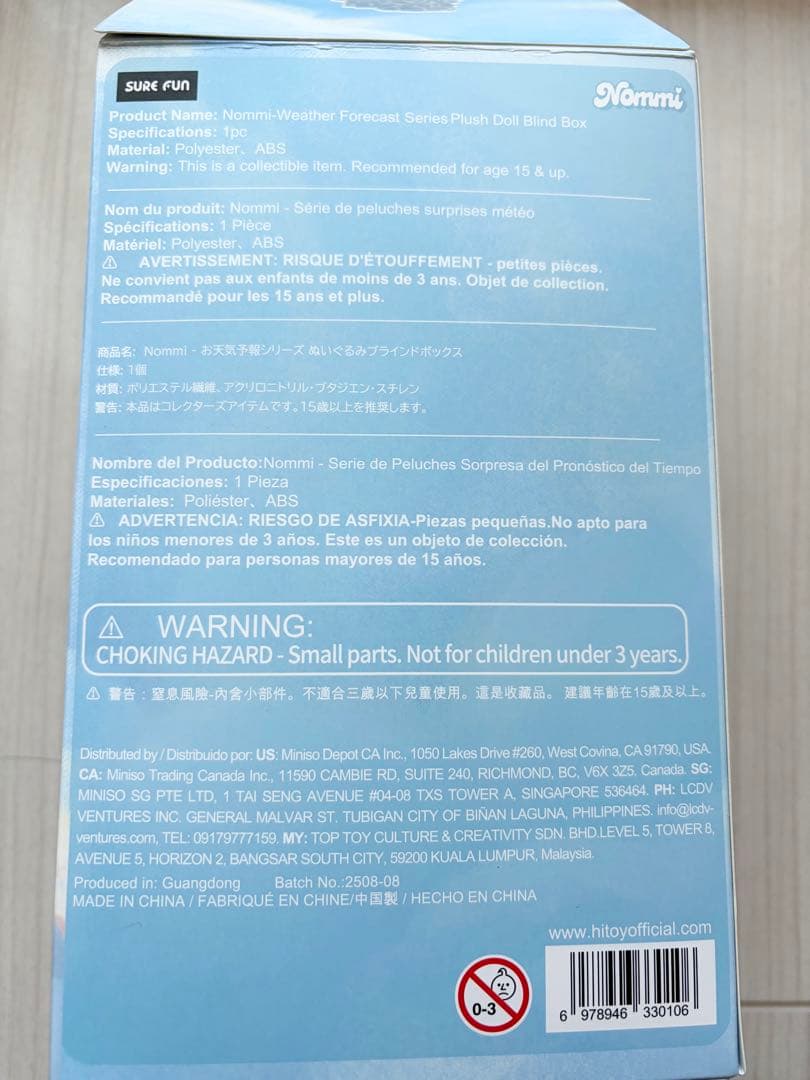 SURE FUN
Nommi
Product Name: Nommi-Weather Forecast Series Plush Doll Blind Box
Specifications: 1pc
Material: Polyester、ABS
Warning: This is a collectible item. Recommended for age 15 & up.
Nom du produit: Nommi - Série de peluches surprises météo
Spécifications: 1 Pièce
Matériel: Polyester、ABS
⚠ AVERTISSEMENT: RISQUE D'ÉTOUFFEMENT - petites pièces.
Ne convient pas aux enfants de moins de 3 ans. Objet de collection.
Recommandé pour les 15 ans et plus.
商品名: Nommi - お天気予報シリーズ ぬいぐるみブラインドボックス
仕様: 1個
材質: ポリエステル繊維、アクリロニトリル・ブタジエン・スチレン
警告: 本品はコレクターズアイテムです。15歳以上を推奨します。
Nombre del Producto:Nommi - Serie de Peluches Sorpresa del Pronóstico del Tiempo
Especificaciones: 1 Pieza
Materiales: Poliéster、ABS
⚠ ADVERTENCIA: RIESGO DE ASFIXIA-Piezas pequeñas.No apto para
los niños menores de 3 años. Este es un objeto de colección.
Recomendado para personas mayores de 15 años.
⚠ WARNING:
CHOKING HAZARD - Small parts. Not for children under 3 years.
⚠ 警告：窒息風險-內含小部件。不適合三歲以下兒童使用。這是收藏品。 建議年齡在15歲及以上。
Distributed by / Distribuido por: US: Miniso Depot CA Inc., 1050 Lakes Drive #260, West Covina. CA 91790, USA.
CA: Miniso Trading Canada Inc., 11590 CAMBIE RD, SUITE 240, RICHMOND, BC, V6X 3Z5. Canada. SG:
MINISO SG PTE LTD, 1 TAI SENG AVENUE #04-08 TXS TOWER A, SINGAPORE 536464. PH: LCDV
VENTURES INC. GENERAL MALVAR ST. TUBIGAN CITY OF BIÑAN LAGUNA, PHILIPPINES. info@lcdv-
ventures.com, TEL: 09179777159. MY: TOP TOY CULTURE & CREATIVITY SDN. BHD.LEVEL 5, TOWER 8,
AVENUE 5, HORIZON 2, BANGSAR SOUTH CITY, 59200 KUALA LUMPUR, Malaysia.
Produced in: Guangdong Batch No.:2508-08
MADE IN CHINA / FABRIQUÉ EN CHINE/中国製 / HECHO EN CHINA
www.hitoyofficial.com
0-3
6 978946 330106